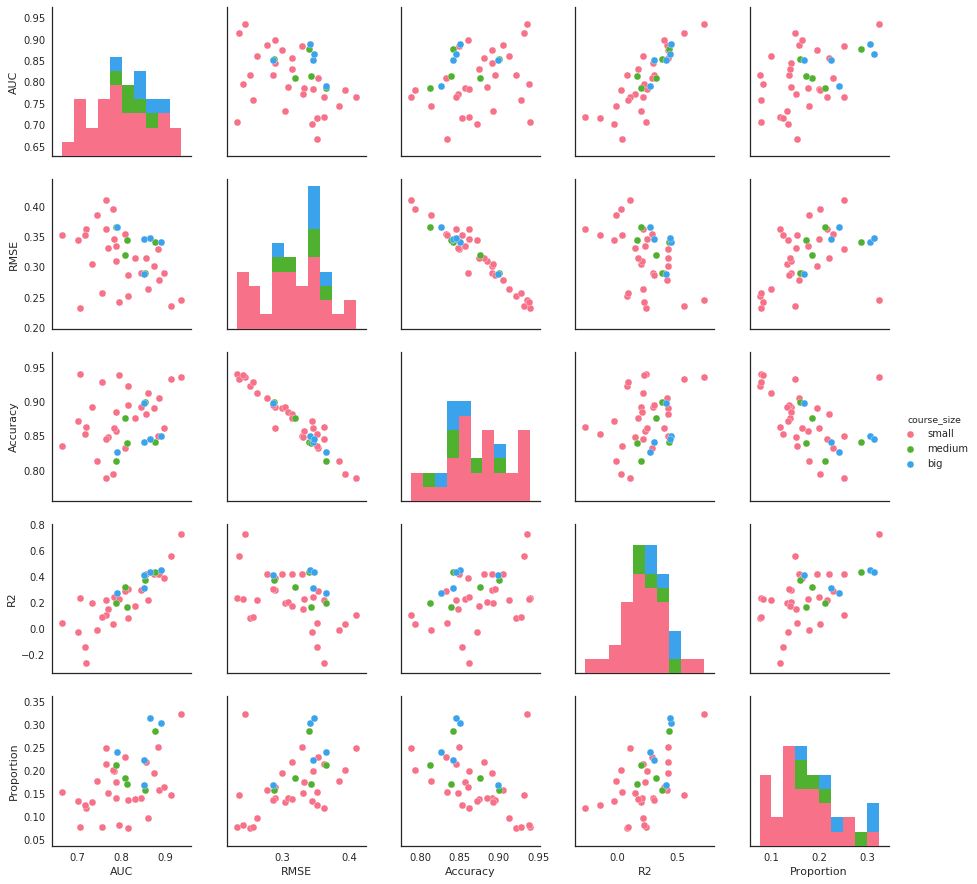 0.95
0.90
0.85
0.80
0.75
0.70
0.65
AUC
0.40
0.35
0.30
0.25
0.20
RMSE
0.95
0.90
0.85
0.80
Accuracy
course_size
small
medium
big
0.8
0.6
0.4
0.2
0.0
−0.2
R2
0.35
0.30
0.25
0.20
0.15
0.10
0.05
Proportion
0.7 0.8 0.9
AUC
0.3 0.4
RMSE
0.80 0.85 0.90 0.95
Accuracy
0.0 0.5
R2
0.1 0.2 0.3
Proportion